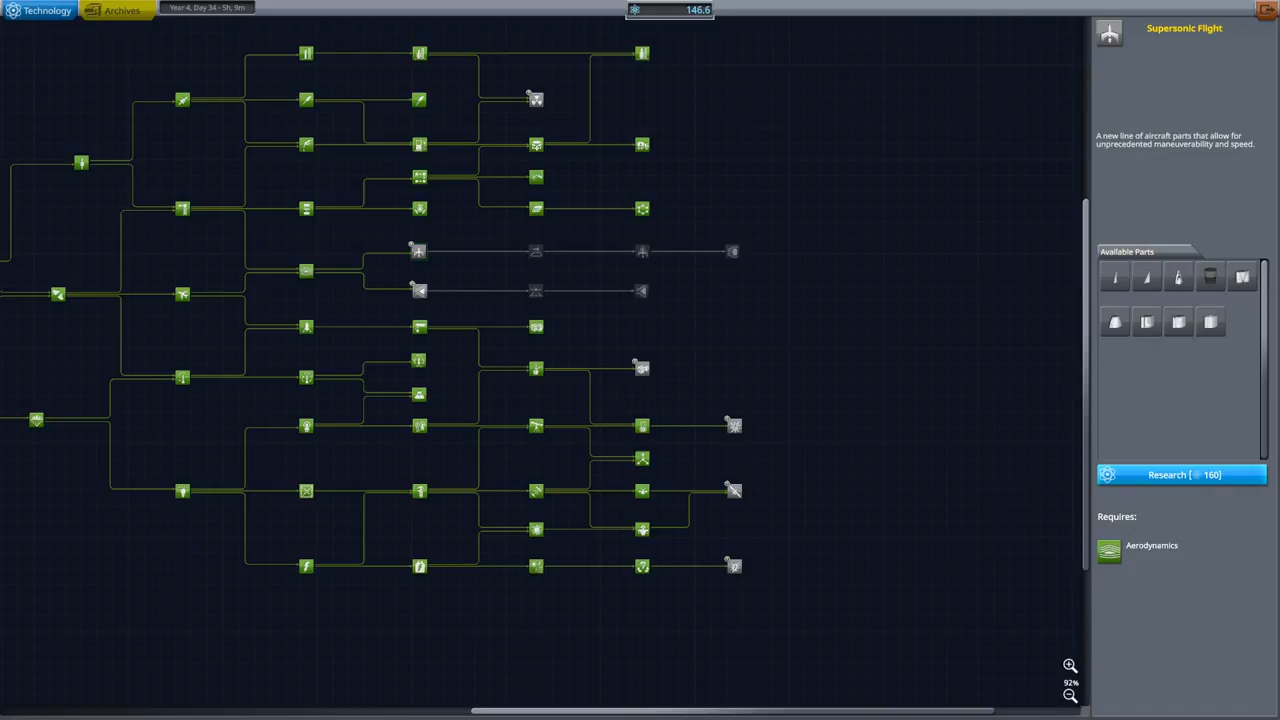 Technology
Archives
Year 4, Day 34 - 5h, 9m
146.6
Supersonic Flight
A new line of aircraft parts that allow for
unprecedented maneuverability and speed.
Available Parts
Research [ 160]
Requires:
Aerodynamics
92%